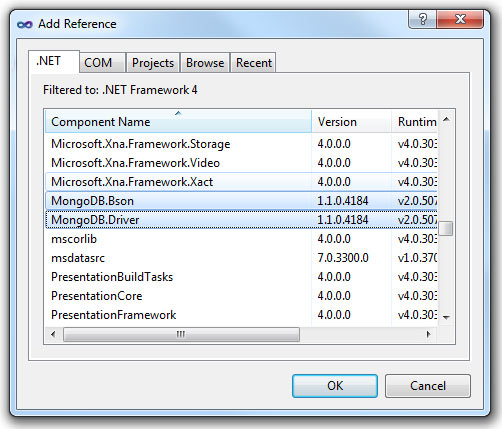 Add Reference
.NET COM Projects Browse Recent
Filtered to: .NET Framework 4
Component Name Version Runtim
Microsoft.Xna.Framework.Storage 4.0.0.0 v4.0.303
Microsoft.Xna.Framework.Video 4.0.0.0 v4.0.303
Microsoft.Xna.Framework.Xact 4.0.0.0 v4.0.303
MongoDB.Bson 1.1.0.4184 v2.0.507
MongoDB.Driver 1.1.0.4184 v2.0.507
mscorlib 4.0.0.0 v4.0.303
msdatasrc 7.0.3300.0 v1.0.370
PresentationBuildTasks 4.0.0.0 v4.0.303
PresentationCore 4.0.0.0 v4.0.303
PresentationFramework 4.0.0.0 v4.0.303
OK Cancel